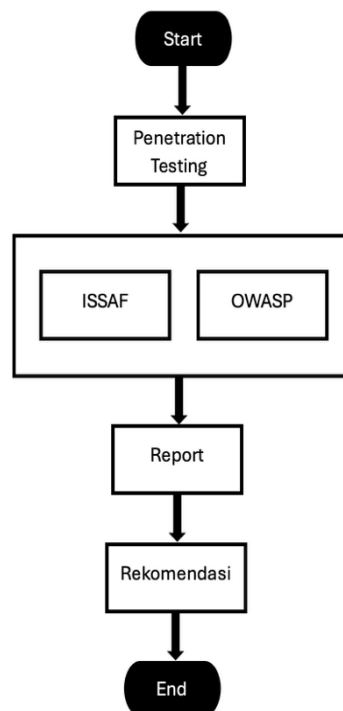 Start
Penetration
Testing
ISSAF
OWASP
Report
Rekomendasi
End